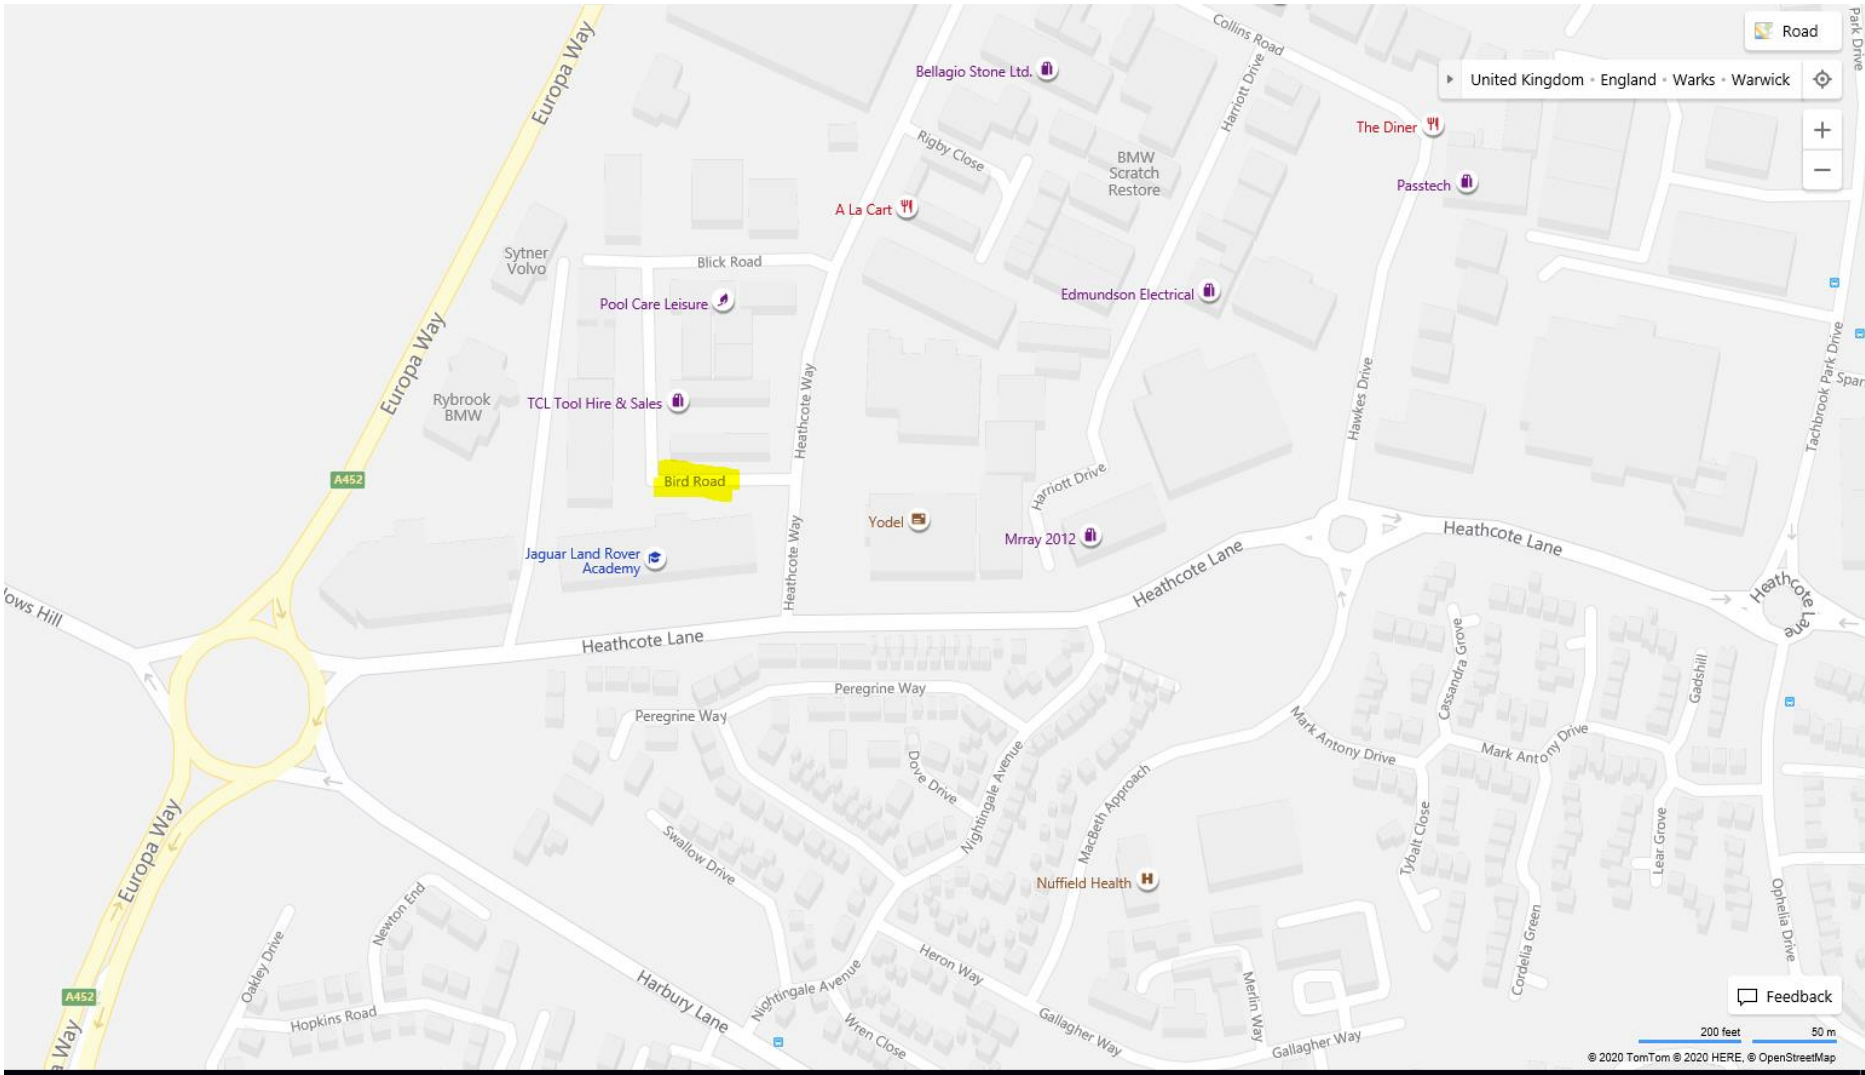 Europa Way
Collins Road
Park Drive
Road
Bellagio Stone Ltd.
Harriott Drive
United Kingdom • England • Warks • Warwick
The Diner
+
−
Rigby Close
BMW
Scratch
Restore
Passtech
A La Cart
Sytner
Volvo
Blick Road
Pool Care Leisure
Edmundson Electrical
Europa Way
Heathcote Way
Hawkes Drive
Tachbrook Park Drive
Spar
Rybrook
BMW
TCL Tool Hire & Sales
A452
Bird Road
Harriott Drive
Yodel
Mrray 2012
Heathcote Way
Jaguar Land Rover
Academy
Heathcote Lane
Heathcote Lane
Heathcote Lane
Heathcote Lane
lows Hill
Peregrine Way
Peregrine Way
Cassandra Grove
Gadshill
Mark Antony Drive
Mark Antony Drive
Dove Drive
Nightingale Avenue
MacBeth Approach
Swallow Drive
Tybalt Close
Lear Grove
Europa Way
Nuffield Health
Newton End
Oakley Drive
Heron Way
Cordelia Green
Ophelia Drive
A452
Hopkins Road
Harbury Lane
Nightingale Avenue
Wren Close
Merlin Way
Gallagher Way
Gallagher Way
a Way
Feedback
200 feet
50 m
© 2020 TomTom © 2020 HERE, © OpenStreetMap